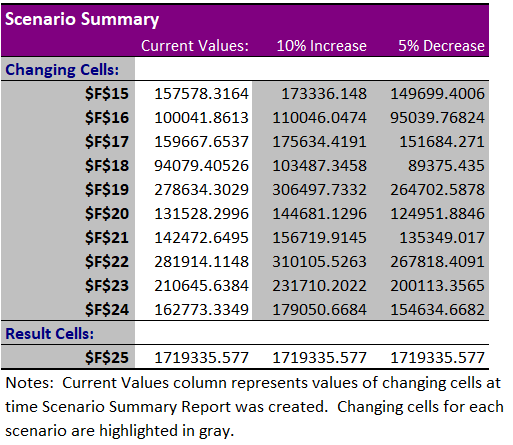 Scenario Summary
Current Values: 10% Increase 5% Decrease
Changing Cells:
$F$15 157578.3164 173336.148 149699.4006
$F$16 100041.8613 110046.0474 95039.76824
$F$17 159667.6537 175634.4191 151684.271
$F$18 94079.40526 103487.3458 89375.435
$F$19 278634.3029 306497.7332 264702.5878
$F$20 131528.2996 144681.1296 124951.8846
$F$21 142472.6495 156719.9145 135349.017
$F$22 281914.1148 310105.5263 267818.4091
$F$23 210645.6384 231710.2022 200113.3565
$F$24 162773.3349 179050.6684 154634.6682
Result Cells:
$F$25 1719335.577 1719335.577 1719335.577
Notes: Current Values column represents values of changing cells at
time Scenario Summary Report was created. Changing cells for each
scenario are highlighted in gray.